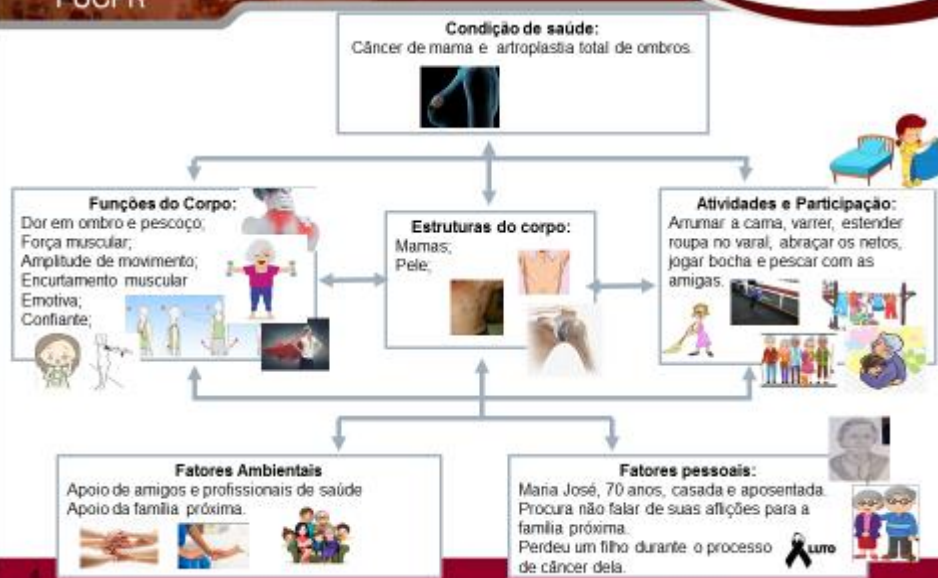 PUCPR
Condição de saúde:
Câncer de mama e artroplastia total de ombros.
Funções do Corpo:
Dor em ombro e pescoço;
Força muscular;
Amplitude de movimento;
Encurtamento muscular
Emotiva;
Confiante;
Estruturas do corpo:
Mamas;
Pele;
Atividades e Participação:
Arrumar a cama, varrer, estender
roupa no varal, abraçar os netos,
jogar bocha e pescar com as
amigas.
Fatores Ambientais
Apoio de amigos e profissionais de saúde
Apoio da família próxima.
Fatores pessoais:
Maria José, 70 anos, casada e aposentada.
Procura não falar de suas aflições para a
família próxima.
Perdeu um filho durante o processo
de câncer dela.
LUTO